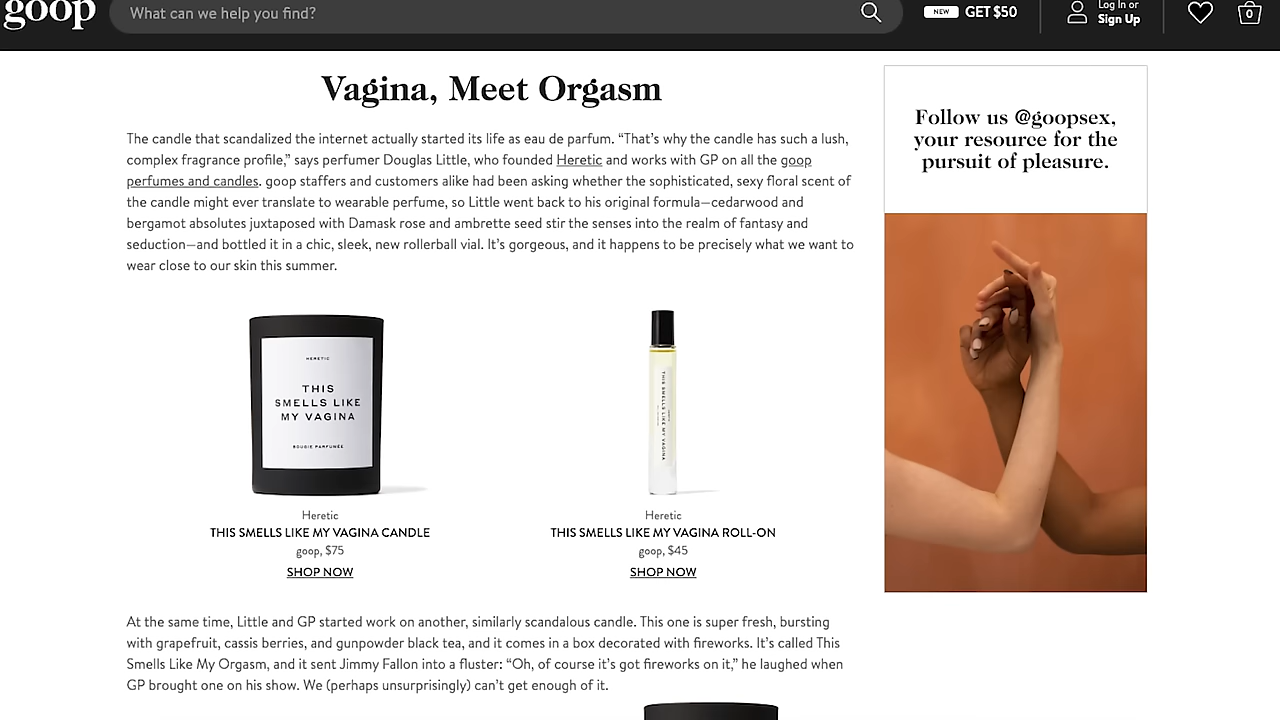 goop
What can we help you find?
NEW
GET $50
Log In or
Sign Up
0
Vagina, Meet Orgasm
The candle that scandalized the internet actually started its life as eau de parfum. “That’s why the candle has such a lush,
complex fragrance profile,” says perfumer Douglas Little, who founded Heretic and works with GP on all the goop
perfumes and candles. goop staffers and customers alike had been asking whether the sophisticated, sexy floral scent of
the candle might ever translate to wearable perfume, so Little went back to his original formula—cedarwood and
bergamot absolutes juxtaposed with Damask rose and ambrette seed stir the senses into the realm of fantasy and
seduction—and bottled it in a chic, sleek, new rollerball vial. It’s gorgeous, and it happens to be precisely what we want to
wear close to our skin this summer.
HERETIC
THIS
SMELLS LIKE
MY VAGINA
BOUGIE PARFUMÉE
THIS SMELLS LIKE MY VAGINA
Heretic
THIS SMELLS LIKE MY VAGINA CANDLE
goop, $75
SHOP NOW
Heretic
THIS SMELLS LIKE MY VAGINA ROLL-ON
goop, $45
SHOP NOW
At the same time, Little and GP started work on another, similarly scandalous candle. This one is super fresh, bursting
with grapefruit, cassis berries, and gunpowder black tea, and it comes in a box decorated with fireworks. It’s called This
Smells Like My Orgasm, and it sent Jimmy Fallon into a fluster: “Oh, of course it’s got fireworks on it,” he laughed when
GP brought one on his show. We (perhaps unsurprisingly) can’t get enough of it.
Follow us @goopsex,
your resource for the
pursuit of pleasure.